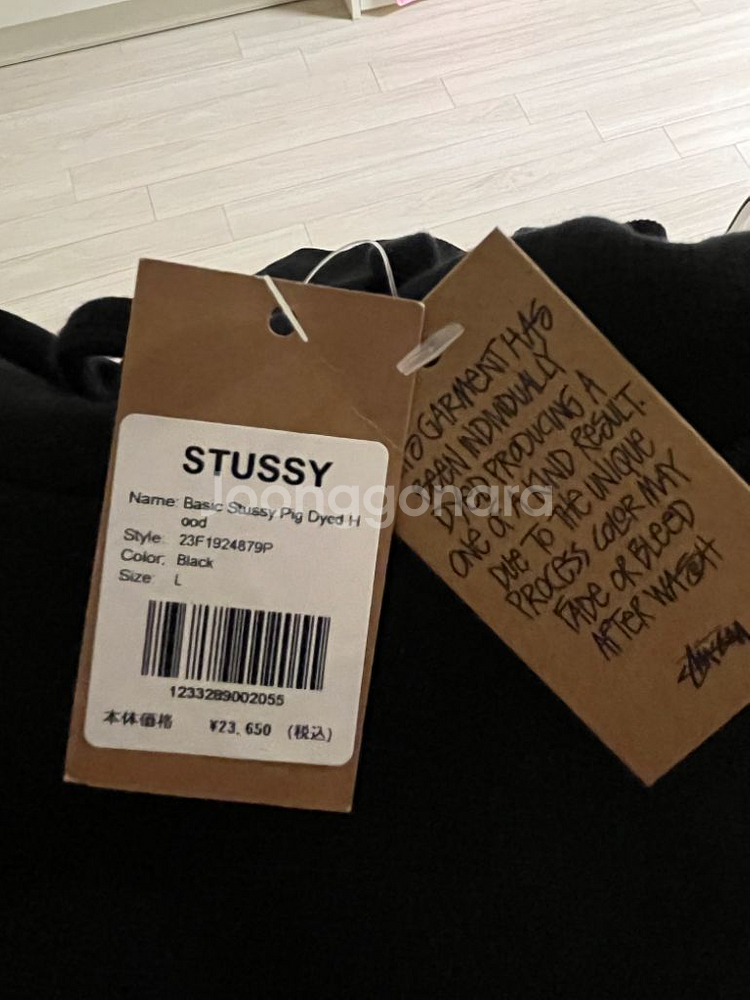 STUSSY
Name: Basic Stussy Pig Dyed H
ood
Style: 23F1924879P
Color: Black
Size: L
1233289002055
本体価格 ¥23,650 (税込)
GARMENT HAS
BEEN INDIVIDUALLY
DYED PRODUCING A
ONE OF A KIND RESULT.
DUE TO THE UNIQUE
PROCESS COLOR MAY
FADE OR BLEED
AFTER WASH
Joonggonara